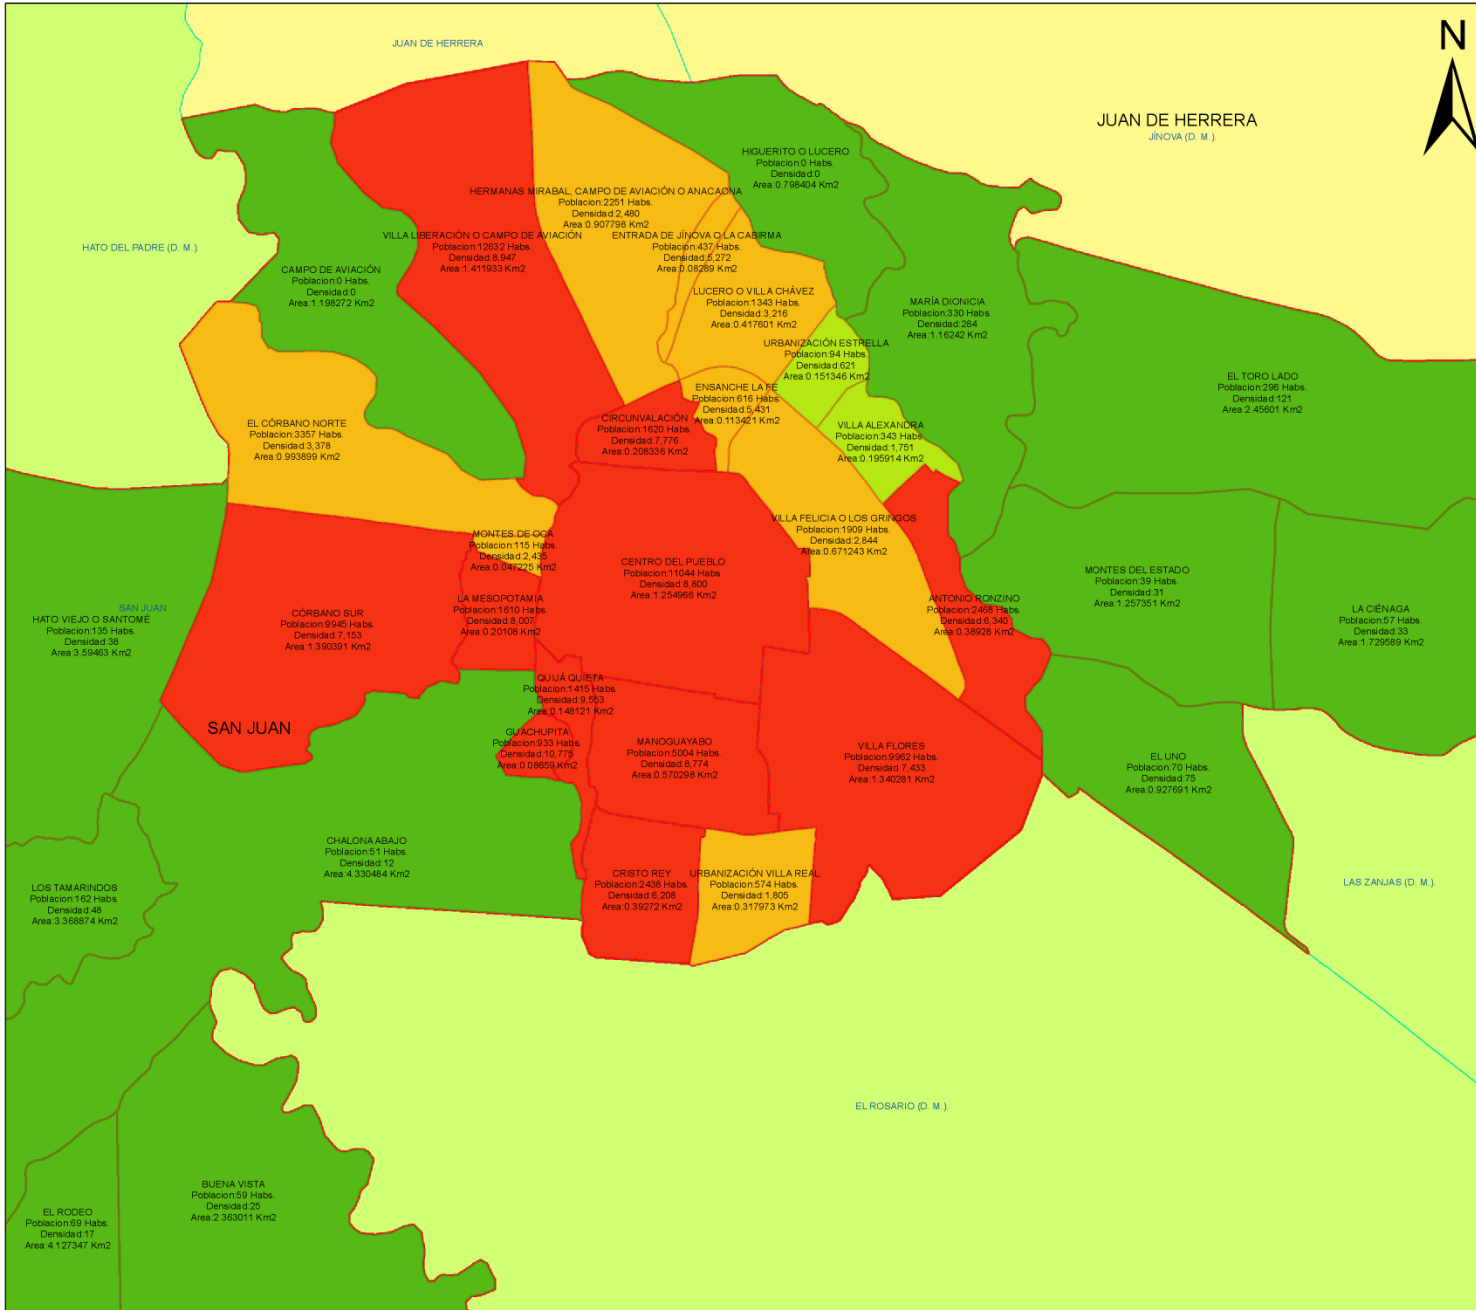 N
JUAN DE HERRERA
JUAN DE HERRERA
JÍNOVA (D. M.).
HIGUERITO O LUCERO
Poblacion:0 Habs.
Densidad:0
Area:0.798404 Km2
HERMANAS MIRABAL, CAMPO DE AVIACIÓN O ANACAONA
Poblacion:2251 Habs.
Densidad:2,480
Area:0.907798 Km2
VILLA LIBERACIÓN O CAMPO DE AVIACIÓN
Poblacion:12632 Habs.
Densidad:8,947
Area:1.411933 Km2
ENTRADA DE JÍNOVA O LA CABIRMA
Poblacion:437 Habs.
Densidad:5,272
Area:0.08289 Km2
HATO DEL PADRE (D. M.).
CAMPO DE AVIACIÓN
Poblacion:0 Habs.
Densidad:0
Area:1.198272 Km2
LUCERO O VILLA CHÁVEZ
Poblacion:1343 Habs.
Densidad:3,216
Area:0.417601 Km2
MARÍA DIONICIA
Poblacion:330 Habs.
Densidad:284
Area:1.16242 Km2
URBANIZACIÓN ESTRELLA
Poblacion:94 Habs.
Densidad:621
Area:0.151346 Km2
EL TORO LADO
Poblacion:296 Habs.
Densidad:121
Area:2.45601 Km2
ENSANCHE LA FE
Poblacion:616 Habs.
Densidad:5,431
Area:0.113421 Km2
EL CÓRBANO NORTE
Poblacion:3357 Habs.
Densidad:3,378
Area:0.993899 Km2
CIRCUNVALACIÓN
Poblacion:1620 Habs.
Densidad:7,776
Area:0.208336 Km2
VILLA ALEXANDRA
Poblacion:343 Habs.
Densidad:1,751
Area:0.195914 Km2
VILLA FELICIA O LOS GRINGOS
Poblacion:1909 Habs.
Densidad:2,844
Area:0.671243 Km2
MONTES DE OCA
Poblacion:115 Habs.
Densidad:2,435
Area:0.047225 Km2
CENTRO DEL PUEBLO
Poblacion:11044 Habs.
Densidad:8,800
Area:1.254966 Km2
MONTES DEL ESTADO
Poblacion:39 Habs.
Densidad:31
Area:1.257351 Km2
LA MESOPOTAMIA
Poblacion:1610 Habs.
Densidad:8,007
Area:0.20108 Km2
ANTONIO RONZINO
Poblacion:2468 Habs.
Densidad:6,340
Area:0.38928 Km2
SAN JUAN
HATO VIEJO O SANTOMÉ
Poblacion:135 Habs.
Densidad:38
Area:3.59463 Km2
CÓRBANO SUR
Poblacion:9945 Habs.
Densidad:7,153
Area:1.390391 Km2
LA CIÉNAGA
Poblacion:57 Habs.
Densidad:33
Area:1.729589 Km2
QUIJÁ QUIETA
Poblacion:1415 Habs.
Densidad:9,553
Area:0.148121 Km2
SAN JUAN
GUACHUPITA
Poblacion:933 Habs.
Densidad:10,775
Area:0.08659 Km2
MANOGUAYABO
Poblacion:5004 Habs.
Densidad:8,774
Area:0.570298 Km2
VILLA FLORES
Poblacion:9962 Habs.
Densidad:7,433
Area:1.340281 Km2
EL UNO
Poblacion:70 Habs.
Densidad:75
Area:0.927691 Km2
CHALONA ABAJO
Poblacion:51 Habs.
Densidad:12
Area:4.330484 Km2
CRISTO REY
Poblacion:2438 Habs.
Densidad:6,208
Area:0.39272 Km2
URBANIZACIÓN VILLA REAL
Poblacion:574 Habs.
Densidad:1,805
Area:0.317973 Km2
LOS TAMARINDOS
Poblacion:162 Habs.
Densidad:48
Area:3.368874 Km2
LAS ZANJAS (D. M.).
EL ROSARIO (D. M.).
BUENA VISTA
Poblacion:59 Habs.
Densidad:25
Area:2.363011 Km2
EL RODEO
Poblacion:69 Habs.
Densidad:17
Area:4.127347 Km2